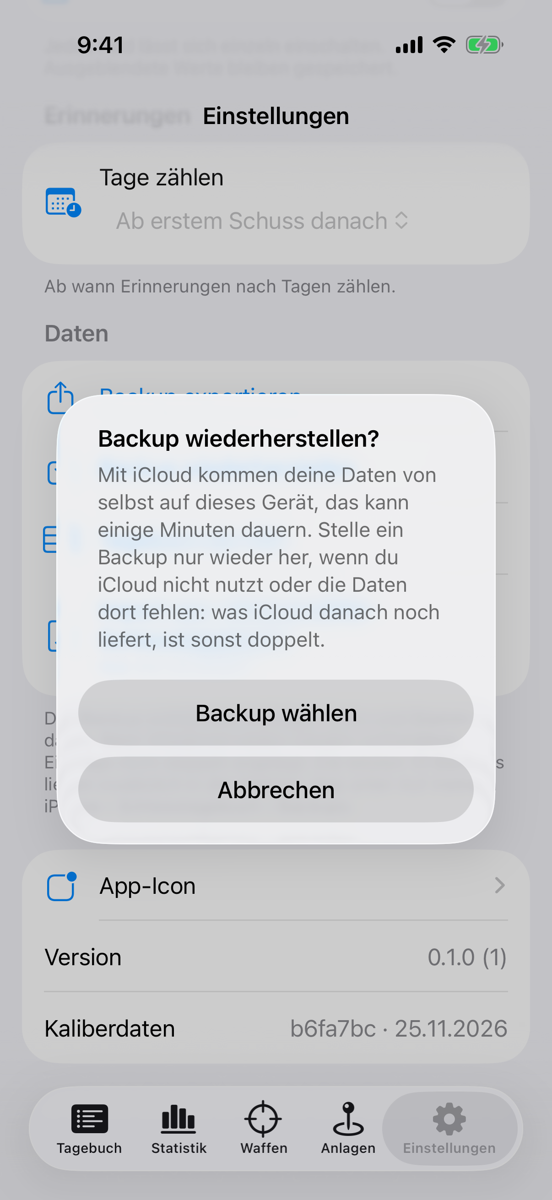 9:41
Erinnerungen
Einstellungen
Tage zählen
Ab erstem Schuss danach
Ab wann Erinnerungen nach Tagen zählen.
Daten
Backup exportieren
Backup wiederherstellen?
Mit iCloud kommen deine Daten von
selbst auf dieses Gerät, das kann
einige Minuten dauern. Stelle ein
Backup nur wieder her, wenn du
iCloud nicht nutzt oder die Daten
dort fehlen: was iCloud danach noch
liefert, ist sonst doppelt.
Backup wählen
Abbrechen
App-Icon
Version
0.1.0 (1)
Kaliberdaten
b6fa7bc · 25.11.2026
Tagebuch
Statistik
Waffen
Anlagen
Einstellungen